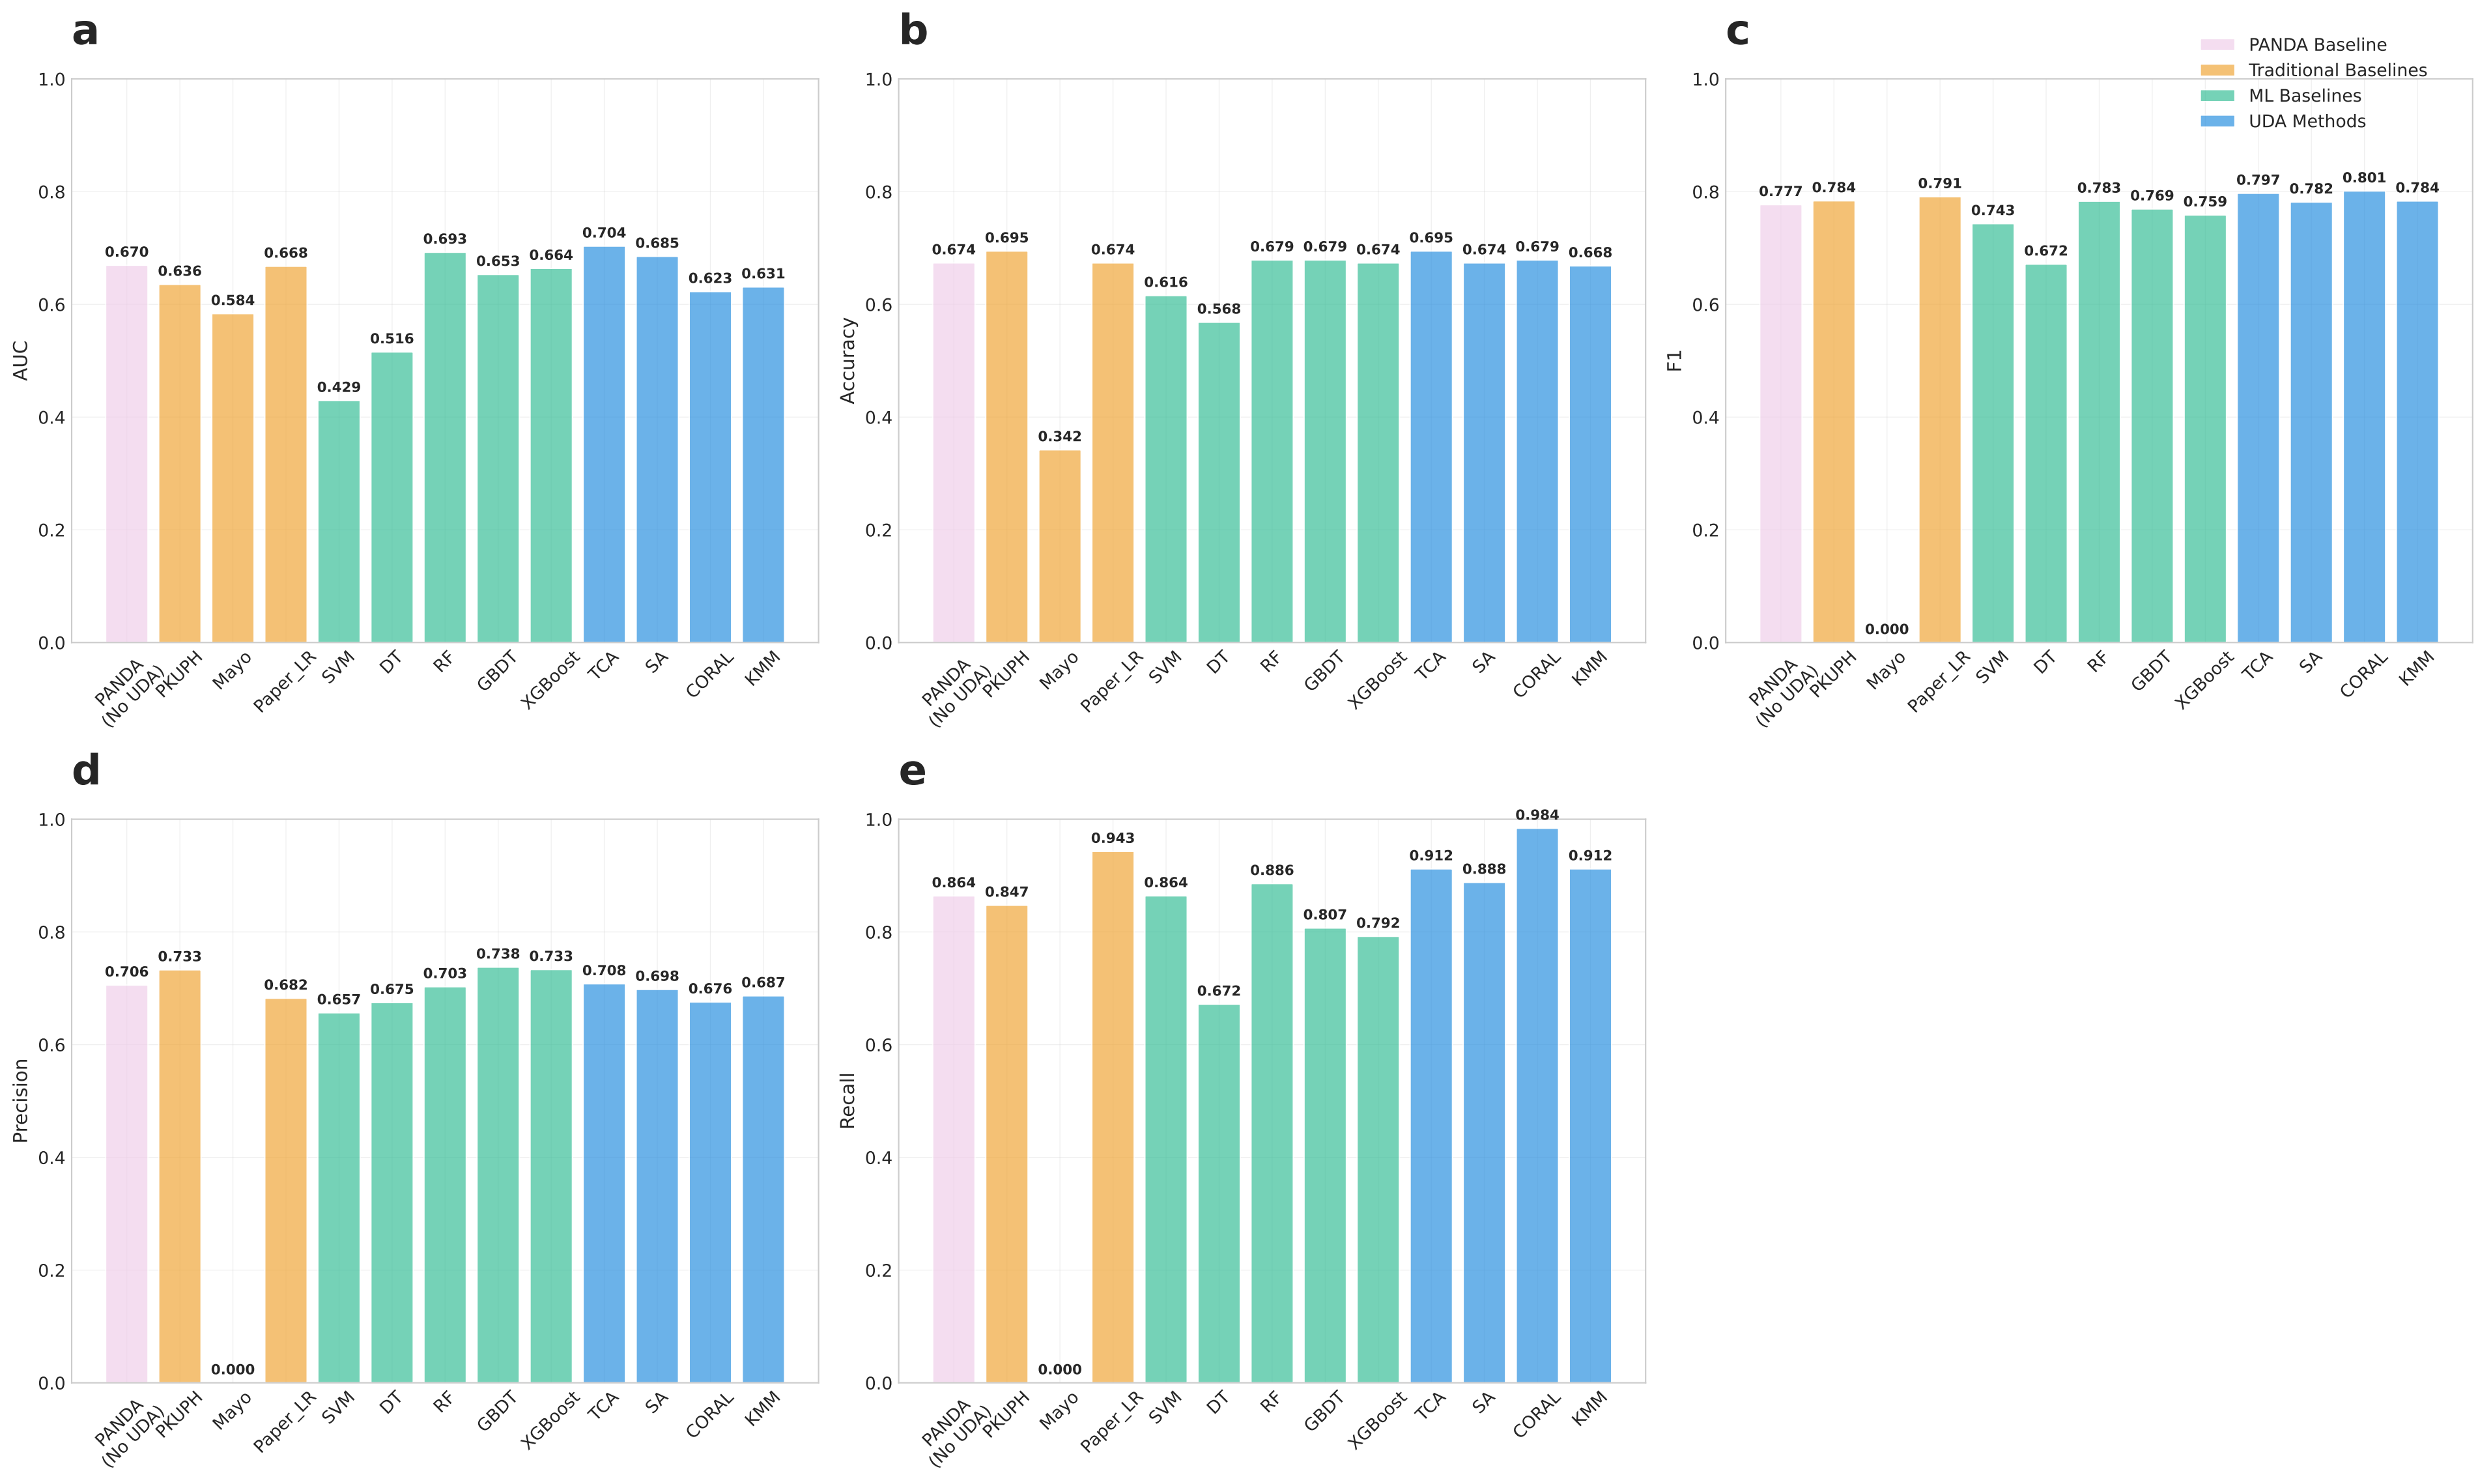 a
1.0
0.8
0.6
0.4
0.2
0.0
AUC
0.670
0.636
0.584
0.668
0.429
0.516
0.693
0.653
0.664
0.704
0.685
0.623
0.631
PANDA
(No UDA)
PKUPH
Mayo
Paper_LR
SVM
DT
RF
GBDT
XGBoost
TCA
SA
CORAL
KMM
b
1.0
0.8
0.6
0.4
0.2
0.0
Accuracy
0.674
0.695
0.342
0.674
0.616
0.568
0.679
0.679
0.674
0.695
0.674
0.679
0.668
PANDA
(No UDA)
PKUPH
Mayo
Paper_LR
SVM
DT
RF
GBDT
XGBoost
TCA
SA
CORAL
KMM
c
PANDA Baseline
Traditional Baselines
ML Baselines
UDA Methods
1.0
0.8
0.6
0.4
0.2
0.0
F1
0.777
0.784
0.000
0.791
0.743
0.672
0.783
0.769
0.759
0.797
0.782
0.801
0.784
PANDA
(No UDA)
PKUPH
Mayo
Paper_LR
SVM
DT
RF
GBDT
XGBoost
TCA
SA
CORAL
KMM
d
1.0
0.8
0.6
0.4
0.2
0.0
Precision
0.706
0.733
0.000
0.682
0.657
0.675
0.703
0.738
0.733
0.708
0.698
0.676
0.687
PANDA
(No UDA)
PKUPH
Mayo
Paper_LR
SVM
DT
RF
GBDT
XGBoost
TCA
SA
CORAL
KMM
e
1.0
0.8
0.6
0.4
0.2
0.0
Recall
0.864
0.847
0.000
0.943
0.864
0.672
0.886
0.807
0.792
0.912
0.888
0.984
0.912
PANDA
(No UDA)
PKUPH
Mayo
Paper_LR
SVM
DT
RF
GBDT
XGBoost
TCA
SA
CORAL
KMM